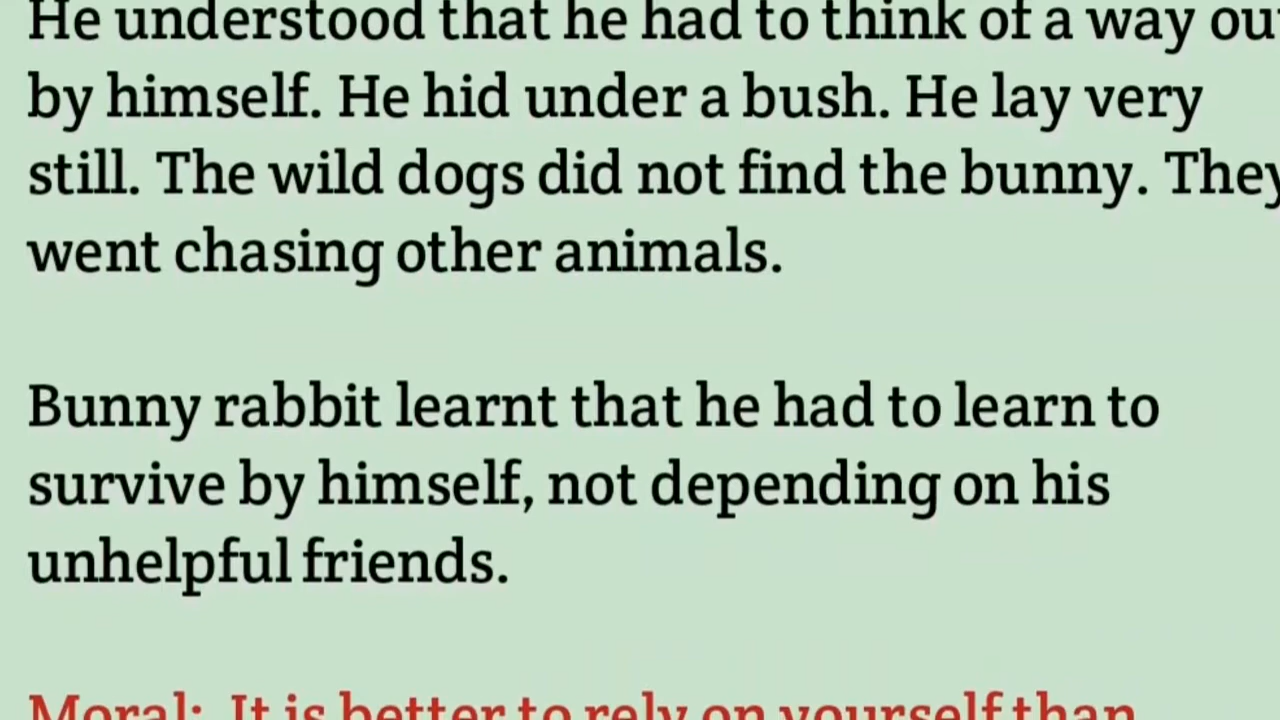 He understood that he had to think of a way ou
by himself. He hid under a bush. He lay very
still. The wild dogs did not find the bunny. They
went chasing other animals.
Bunny rabbit learnt that he had to learn to
survive by himself, not depending on his
unhelpful friends.
Moral: It is better to rely on yourself than